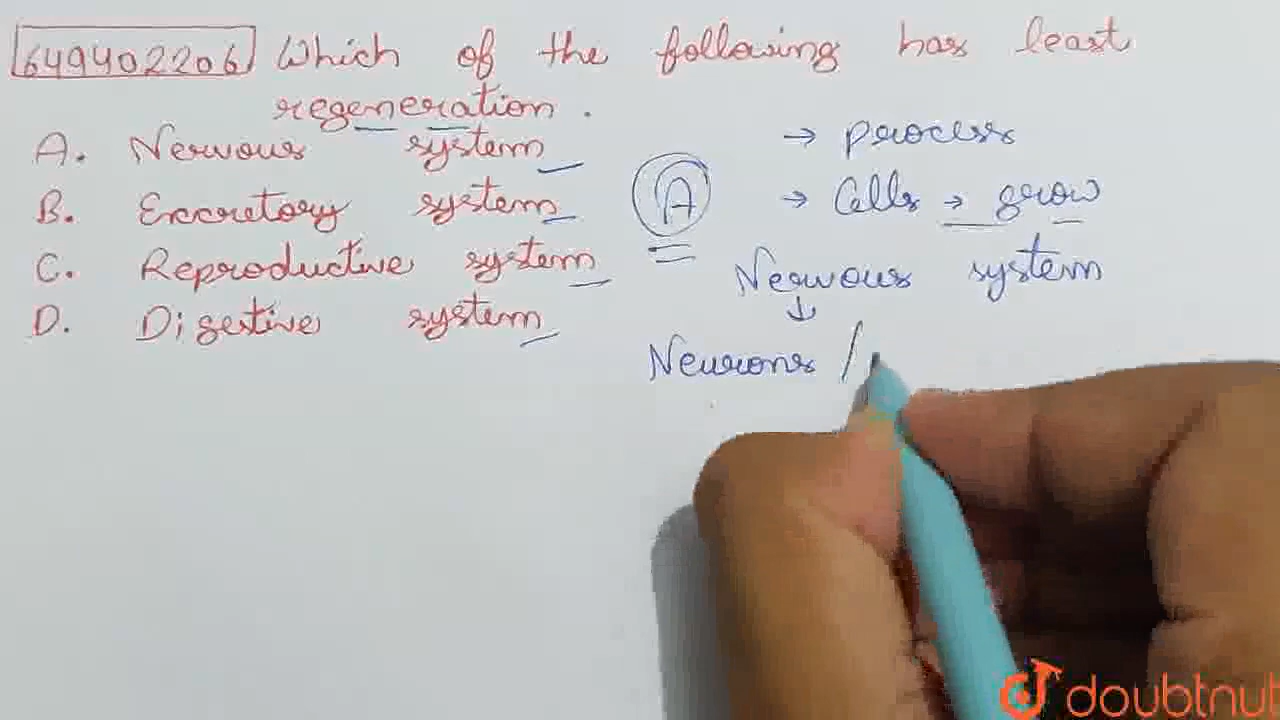 649402206 Which of the following has least
regeneration .
A. Nervous system
B. Excretory system
C. Reproductive system
D. Digestive system
A
→ process
→ Cells → grow
Nervous system
↓
Neurons /
doubtnut